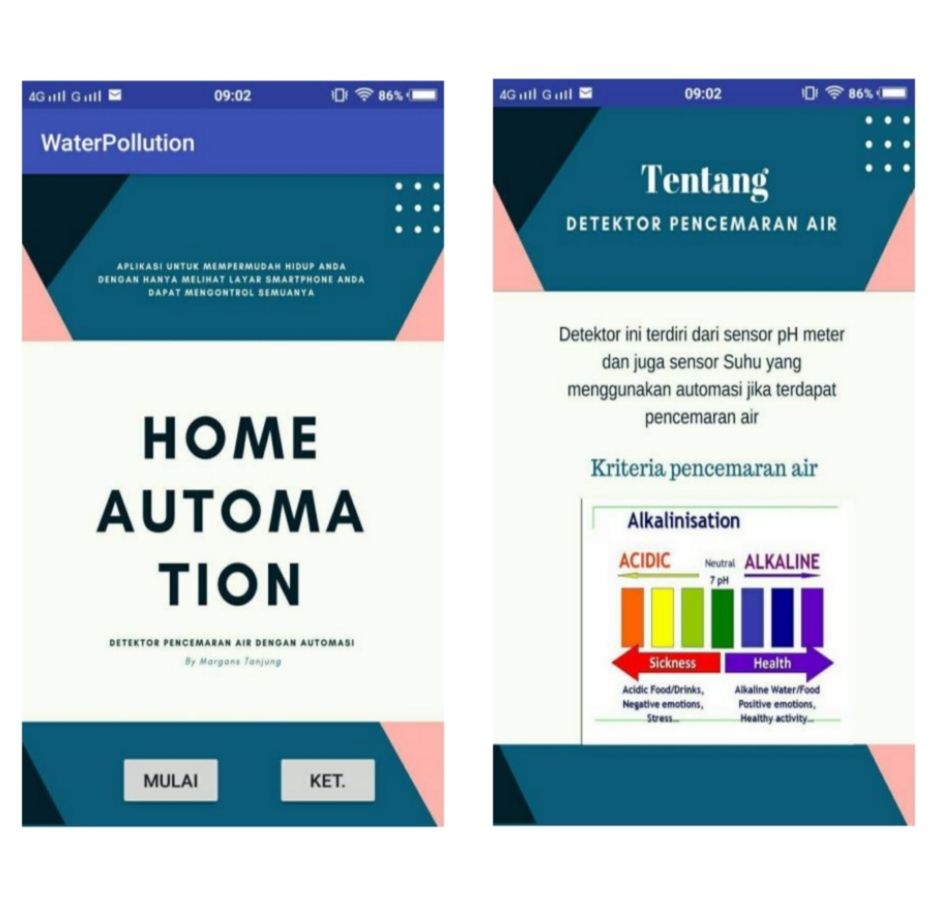 4G G 09:02 86%
WaterPollution
APLIKASI UNTUK MEMPERMUDAH HIDUP ANDA
DENGAN HANYA MELIHAT LAYAR SMARTPHONE ANDA
DAPAT MENGONTROL SEMUANYA
HOME
AUTOMA
TION
DETEKTOR PENCEMARAN AIR DENGAN AUTOMASI
By Margans Tanjung
MULAI KET.
4G G 09:02 86%
Tentang
DETEKTOR PENCEMARAN AIR
Detektor ini terdiri dari sensor pH meter
dan juga sensor Suhu yang
menggunakan automasi jika terdapat
pencemaran air
Kriteria pencemaran air
Alkalinisation
ACIDIC Neutral ALKALINE
7 pH
Sickness Health
Acidic Food/Drinks, Alkaline Water/Food
Negative emotions, Positive emotions,
Stress... Healthy activity...